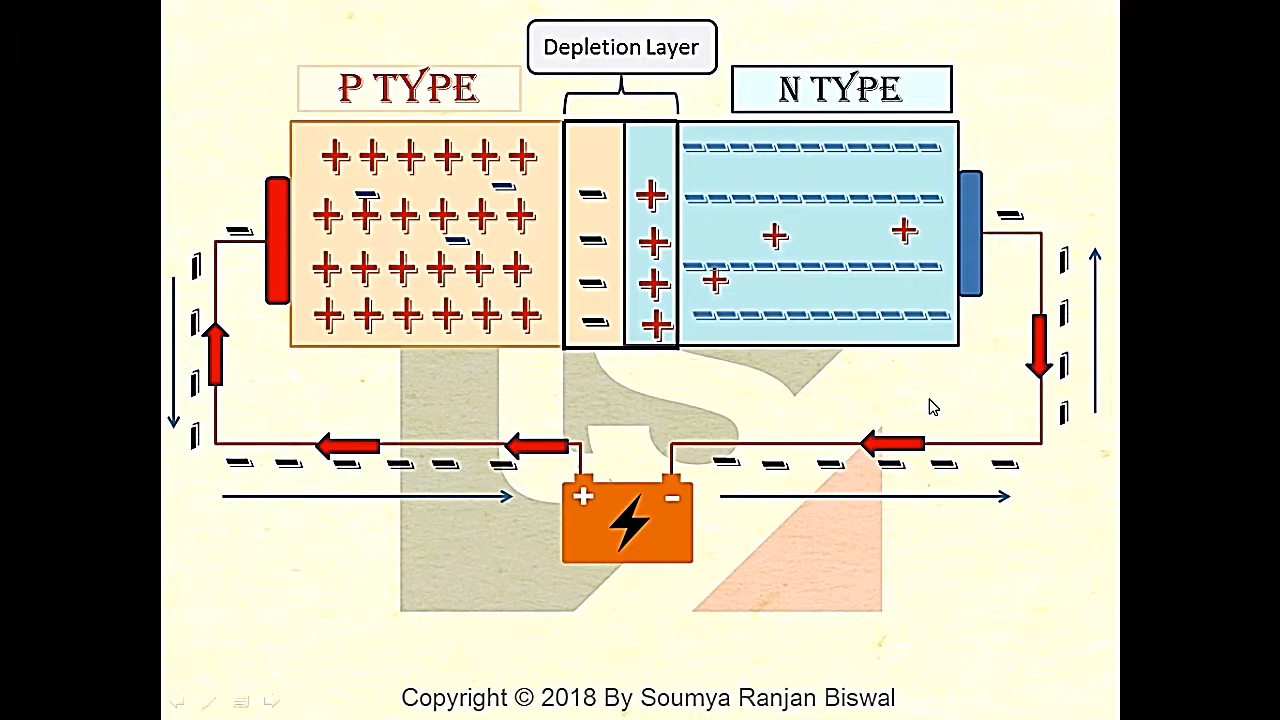 Depletion Layer
P TYPE
N TYPE
+ -
Copyright © 2018 By Soumya Ranjan Biswal